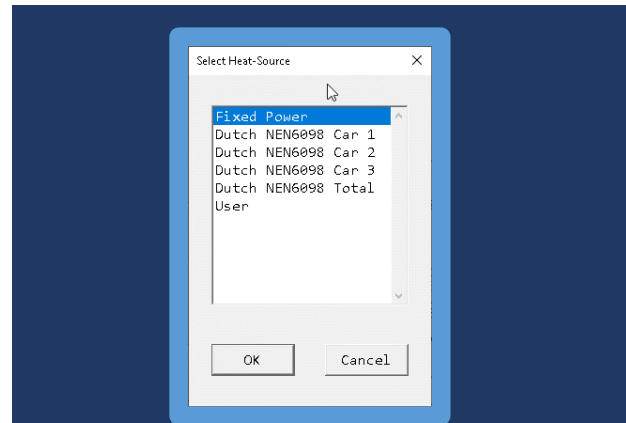 Select Heat-Source
Fixed Power
Dutch NEN6098 Car 1
Dutch NEN6098 Car 2
Dutch NEN6098 Car 3
Dutch NEN6098 Total
User
OK
Cancel